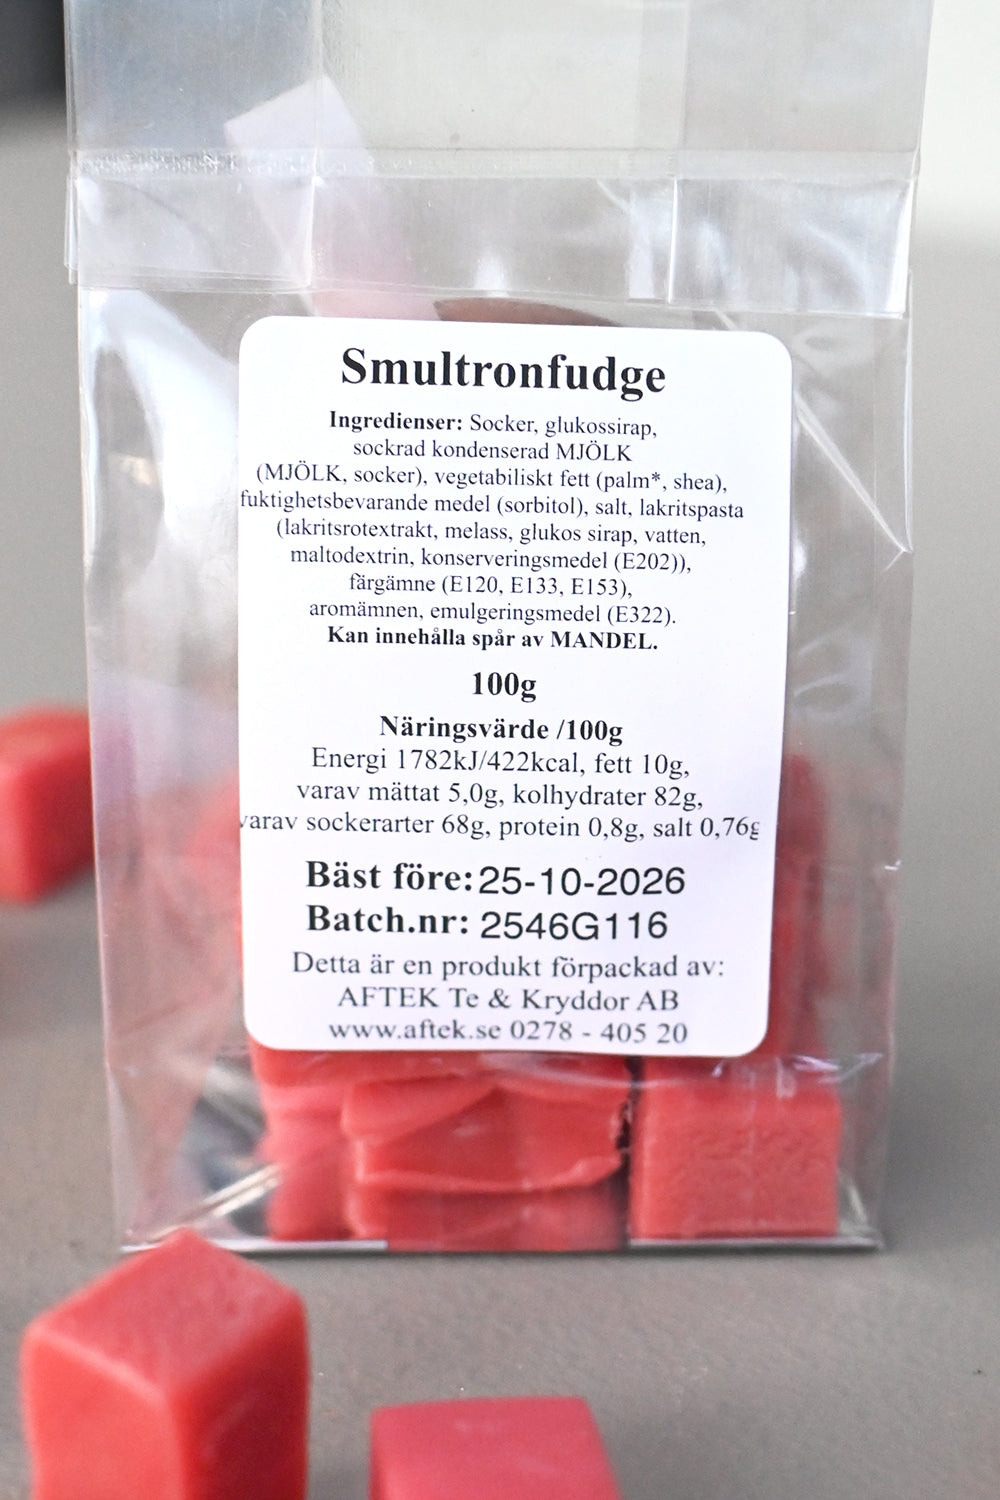 Smultronfudge
Ingredienser: Socker, glukossirap,
sockrad kondenserad MJÖLK
(MJÖLK, socker), vegetabiliskt fett (palm*, shea),
fuktighetsbevarande medel (sorbitol), salt, lakritspasta
(lakritsrotextrakt, melass, glukos sirap, vatten,
maltodextrin, konserveringsmedel (E202)),
färgämne (E120, E133, E153),
aromämnen, emulgeringsmedel (E322).
Kan innehålla spår av MANDEL.
100g
Näringsvärde /100g
Energi 1782kJ/422kcal, fett 10g,
varav mättat 5,0g, kolhydrater 82g,
varav sockerarter 68g, protein 0,8g, salt 0,76g
Bäst före: 25-10-2026
Batch.nr: 2546G116
Detta är en produkt förpackad av:
AFTEK Te & Kryddor AB
www.aftek.se 0278 - 405 20